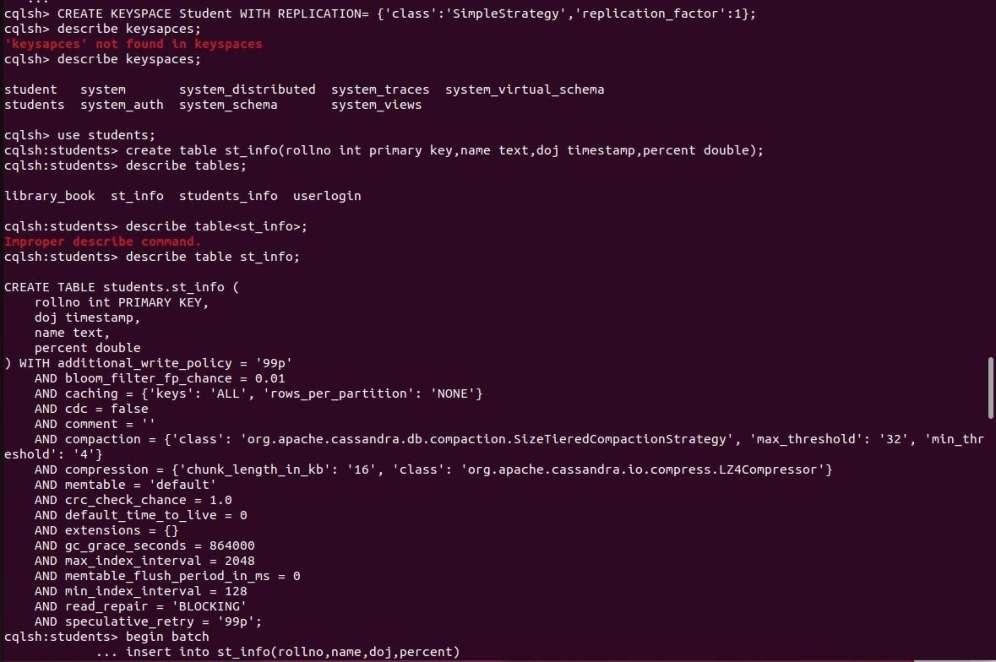 ...
cqlsh> CREATE KEYSPACE Student WITH REPLICATION= {'class':'SimpleStrategy','replication_factor':1};
cqlsh> describe keysapces;
'keysapces' not found in keyspaces
cqlsh> describe keyspaces;
student   system       system_distributed  system_traces  system_virtual_schema
students  system_auth  system_schema       system_views
cqlsh> use students;
cqlsh:students> create table st_info(rollno int primary key,name text,doj timestamp,percent double);
cqlsh:students> describe tables;
library_book  st_info  students_info  userlogin
cqlsh:students> describe table<st_info>;
Improper describe command.
cqlsh:students> describe table st_info;
CREATE TABLE students.st_info (
    rollno int PRIMARY KEY,
    doj timestamp,
    name text,
    percent double
) WITH additional_write_policy = '99p'
    AND bloom_filter_fp_chance = 0.01
    AND caching = {'keys': 'ALL', 'rows_per_partition': 'NONE'}
    AND cdc = false
    AND comment = ''
    AND compaction = {'class': 'org.apache.cassandra.db.compaction.SizeTieredCompactionStrategy', 'max_threshold': '32', 'min_thr
eshold': '4'}
    AND compression = {'chunk_length_in_kb': '16', 'class': 'org.apache.cassandra.io.compress.LZ4Compressor'}
    AND memtable = 'default'
    AND crc_check_chance = 1.0
    AND default_time_to_live = 0
    AND extensions = {}
    AND gc_grace_seconds = 864000
    AND max_index_interval = 2048
    AND memtable_flush_period_in_ms = 0
    AND min_index_interval = 128
    AND read_repair = 'BLOCKING'
    AND speculative_retry = '99p';
cqlsh:students> begin batch
            ... insert into st_info(rollno,name,doj,percent)